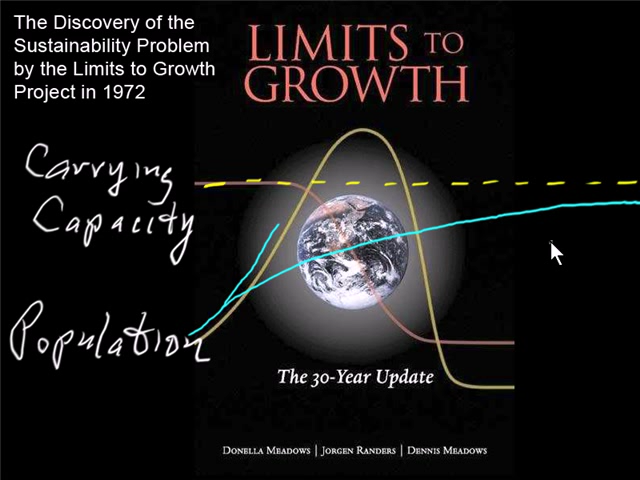 The Discovery of the
Sustainability Problem
by the Limits to Growth
Project in 1972
LIMITS TO
GROWTH
Carrying
Capacity
Population
The 30-Year Update
DONELLA MEADOWS | JORGEN RANDERS | DENNIS MEADOWS